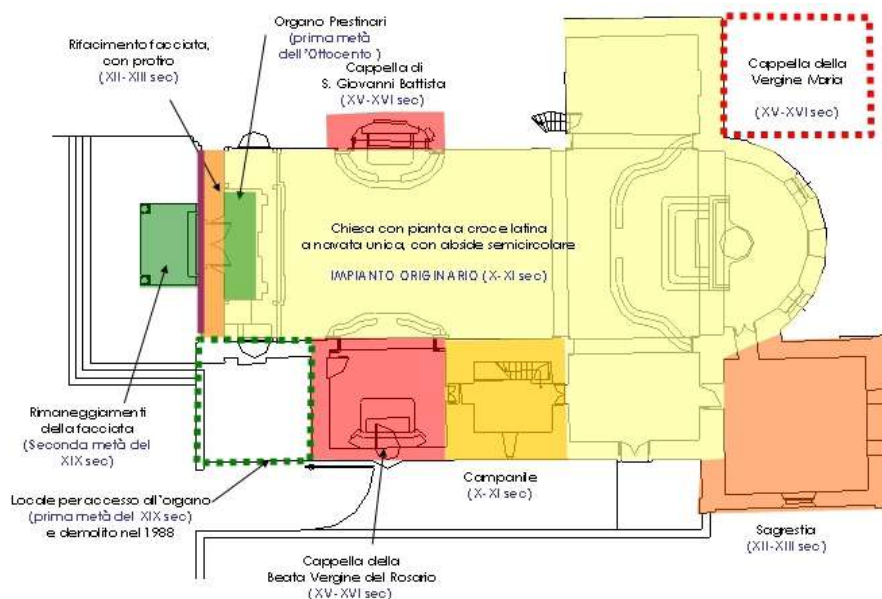 Organo Prestinari
(prima metà
dell'Ottocento)
Rifacimento facciata,
con protiro
(XII-XIII sec)
Cappella di
S. Giovanni Battista
(XV-XVI sec)
Cappella della
Vergine Maria
(XV-XVI sec)
Chiesa con pianta a croce latina
a navata unica, con abside semicircolare
IMPIANTO ORIGINARIO (X-XI sec)
Rimaneggiamenti
della facciata
(Seconda metà del
XIX sec)
Locale per accesso all'organo
(prima metà del XIX sec)
e demolito nel 1988
Cappella della
Beata Vergine del Rosario
(XV-XVI sec)
Campanile
(X-XI sec)
Sagrestia
(XII-XIII sec)